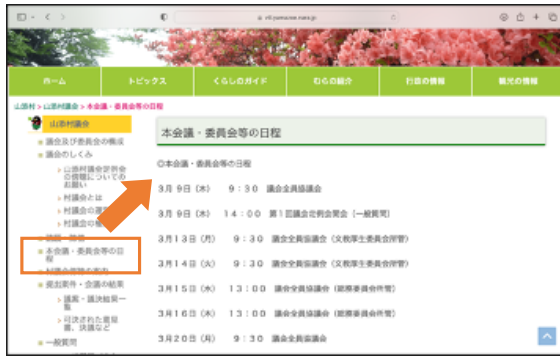 vill.yamazoe.nara.jp
ホーム トピックス くらしのガイド むらの紹介 行政の情報 観光の情報
山添村 > 山添村議会 > 本会議・委員会等の日程
山添村議会
議会及び委員会の構成
議会のしくみ
山添村議会定例会
の傍聴についての
お願い
村議会とは
村議会の
村議会の
本会議・委員会等の日
程
提出案件・会議の結果
議案・議決結果一
覧
可決された意見
書、決議など
一般質問
本会議・委員会等の日程
〇本会議・委員会等の日程
3月 9日(木) 9:30 議会全員協議会
3月 9日(木) 14:00 第1回議会定例会開会(一般質問)
3月13日(月) 9:30 議会全員協議会(文教厚生委員会所管)
3月14日(火) 9:30 議会全員協議会(文教厚生委員会所管)
3月15日(水) 13:00 議会全員協議会(総務委員会所管)
3月16日(木) 13:00 議会全員協議会(総務委員会所管)
3月20日(月) 9:30 議会全員協議会